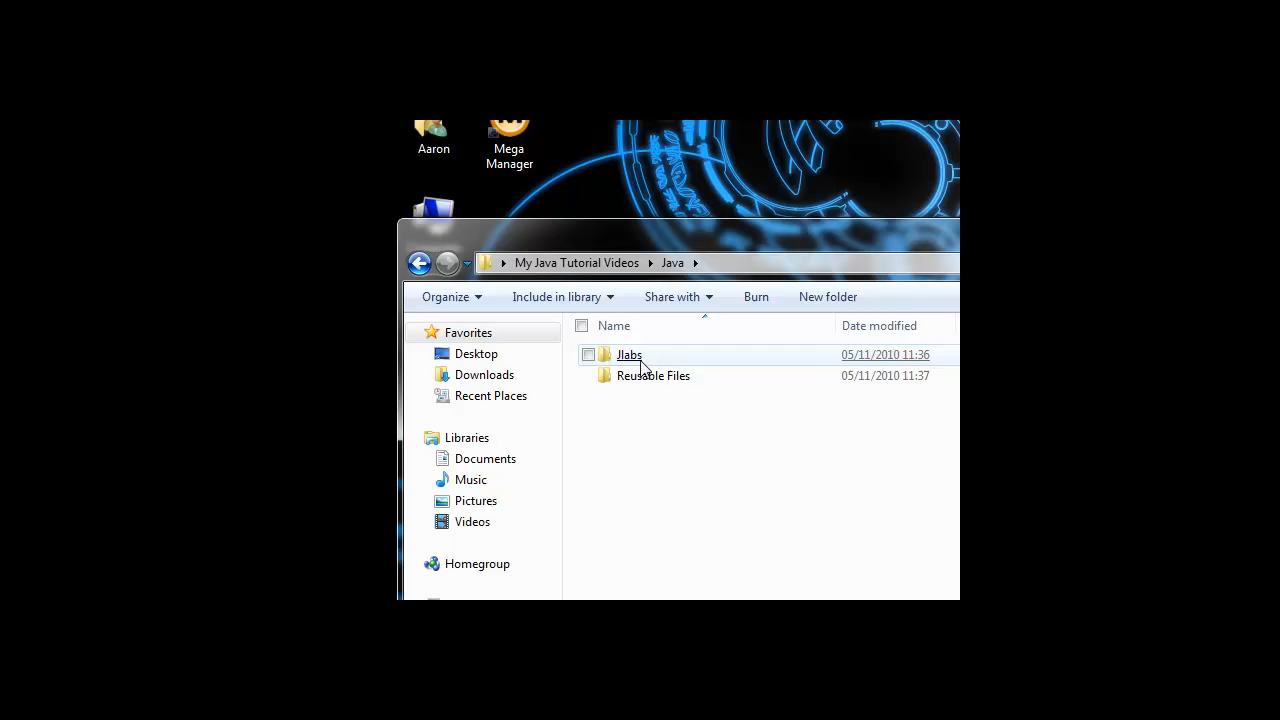 Aaron
Mega
Manager
My Java Tutorial Videos Java
Organize Include in library Share with Burn New folder
Name Date modified
Favorites
Desktop
Downloads
Recent Places
Libraries
Documents
Music
Pictures
Videos
Homegroup
Jlabs 05/11/2010 11:36
Reusable Files 05/11/2010 11:37